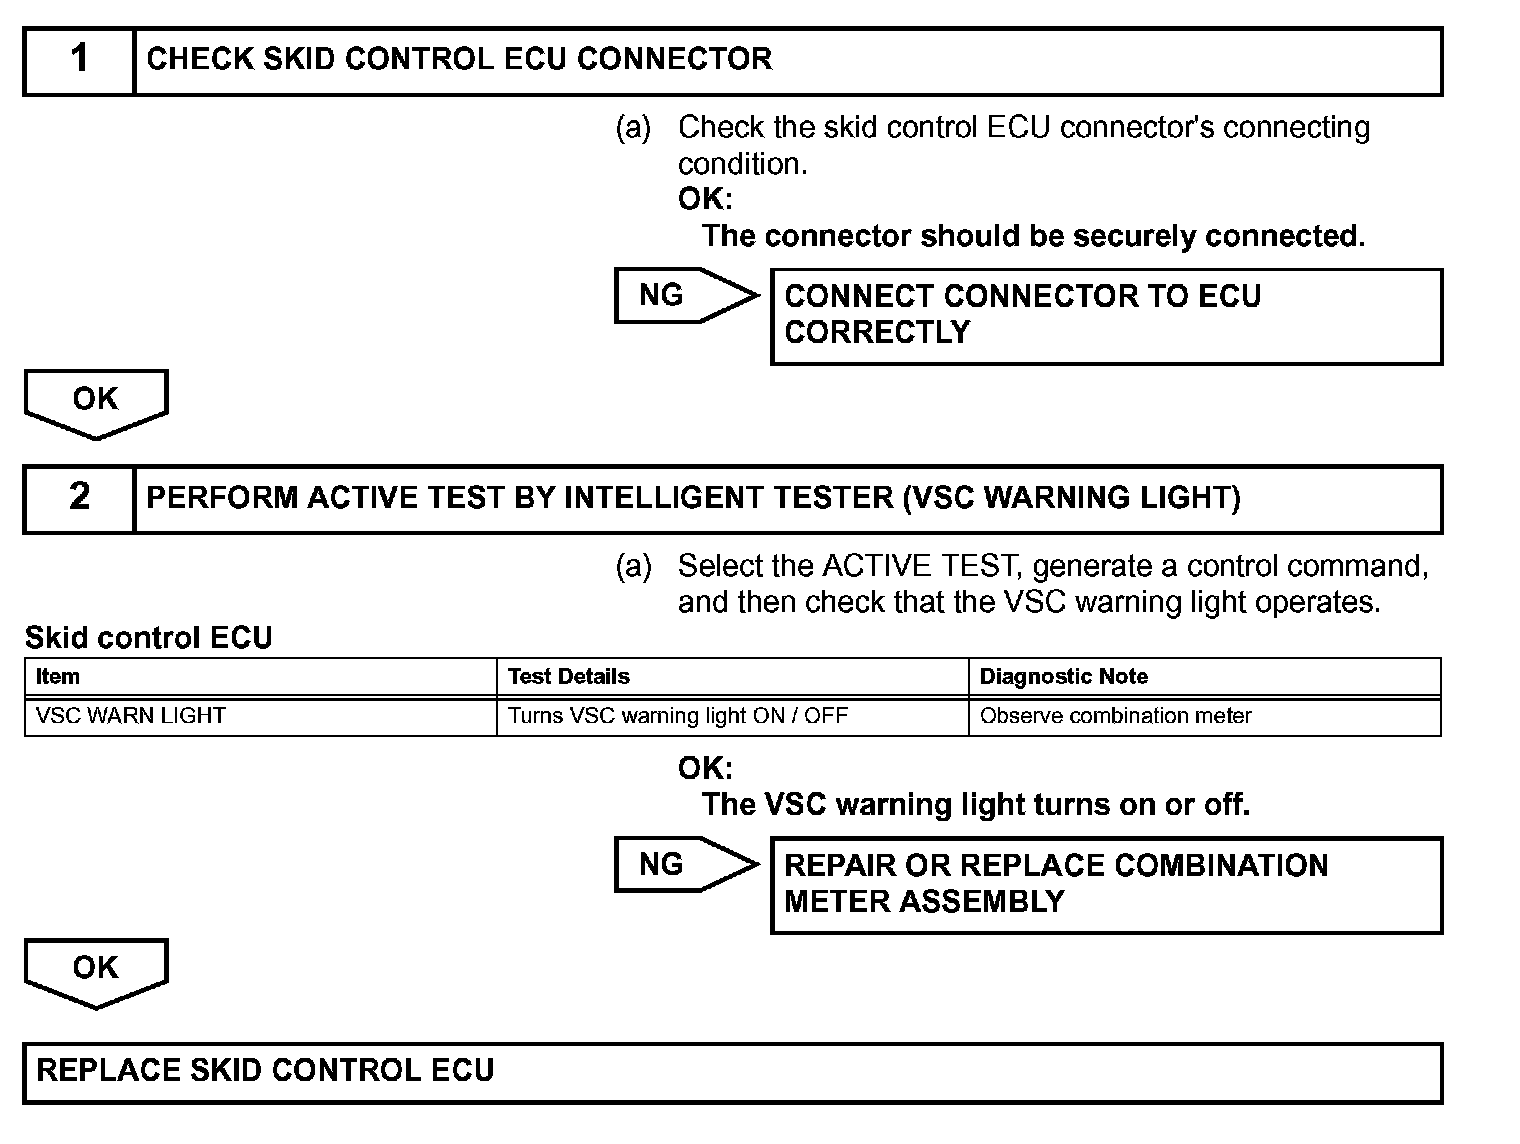 1 CHECK SKID CONTROL ECU CONNECTOR
(a) Check the skid control ECU connector's connecting
condition.
OK:
The connector should be securely connected.
NG
CONNECT CONNECTOR TO ECU
CORRECTLY
OK
2 PERFORM ACTIVE TEST BY INTELLIGENT TESTER (VSC WARNING LIGHT)
(a) Select the ACTIVE TEST, generate a control command,
and then check that the VSC warning light operates.
Skid control ECU
Item Test Details Diagnostic Note
VSC WARN LIGHT Turns VSC warning light ON / OFF Observe combination meter
OK:
The VSC warning light turns on or off.
NG
REPAIR OR REPLACE COMBINATION
METER ASSEMBLY
OK
REPLACE SKID CONTROL ECU